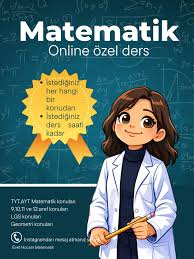 Matematik
Online özel ders
• İstediğiniz
her hangi
bir
konudan
• İstediğiniz
ders saati
kadar
TYT,AYT Matematik konuları
9,10,11 ve 12.sınıf konuları
LGS konuları
Geometri konuları
Instagramdan mesaj atmanız
Evet Hocam Matematik